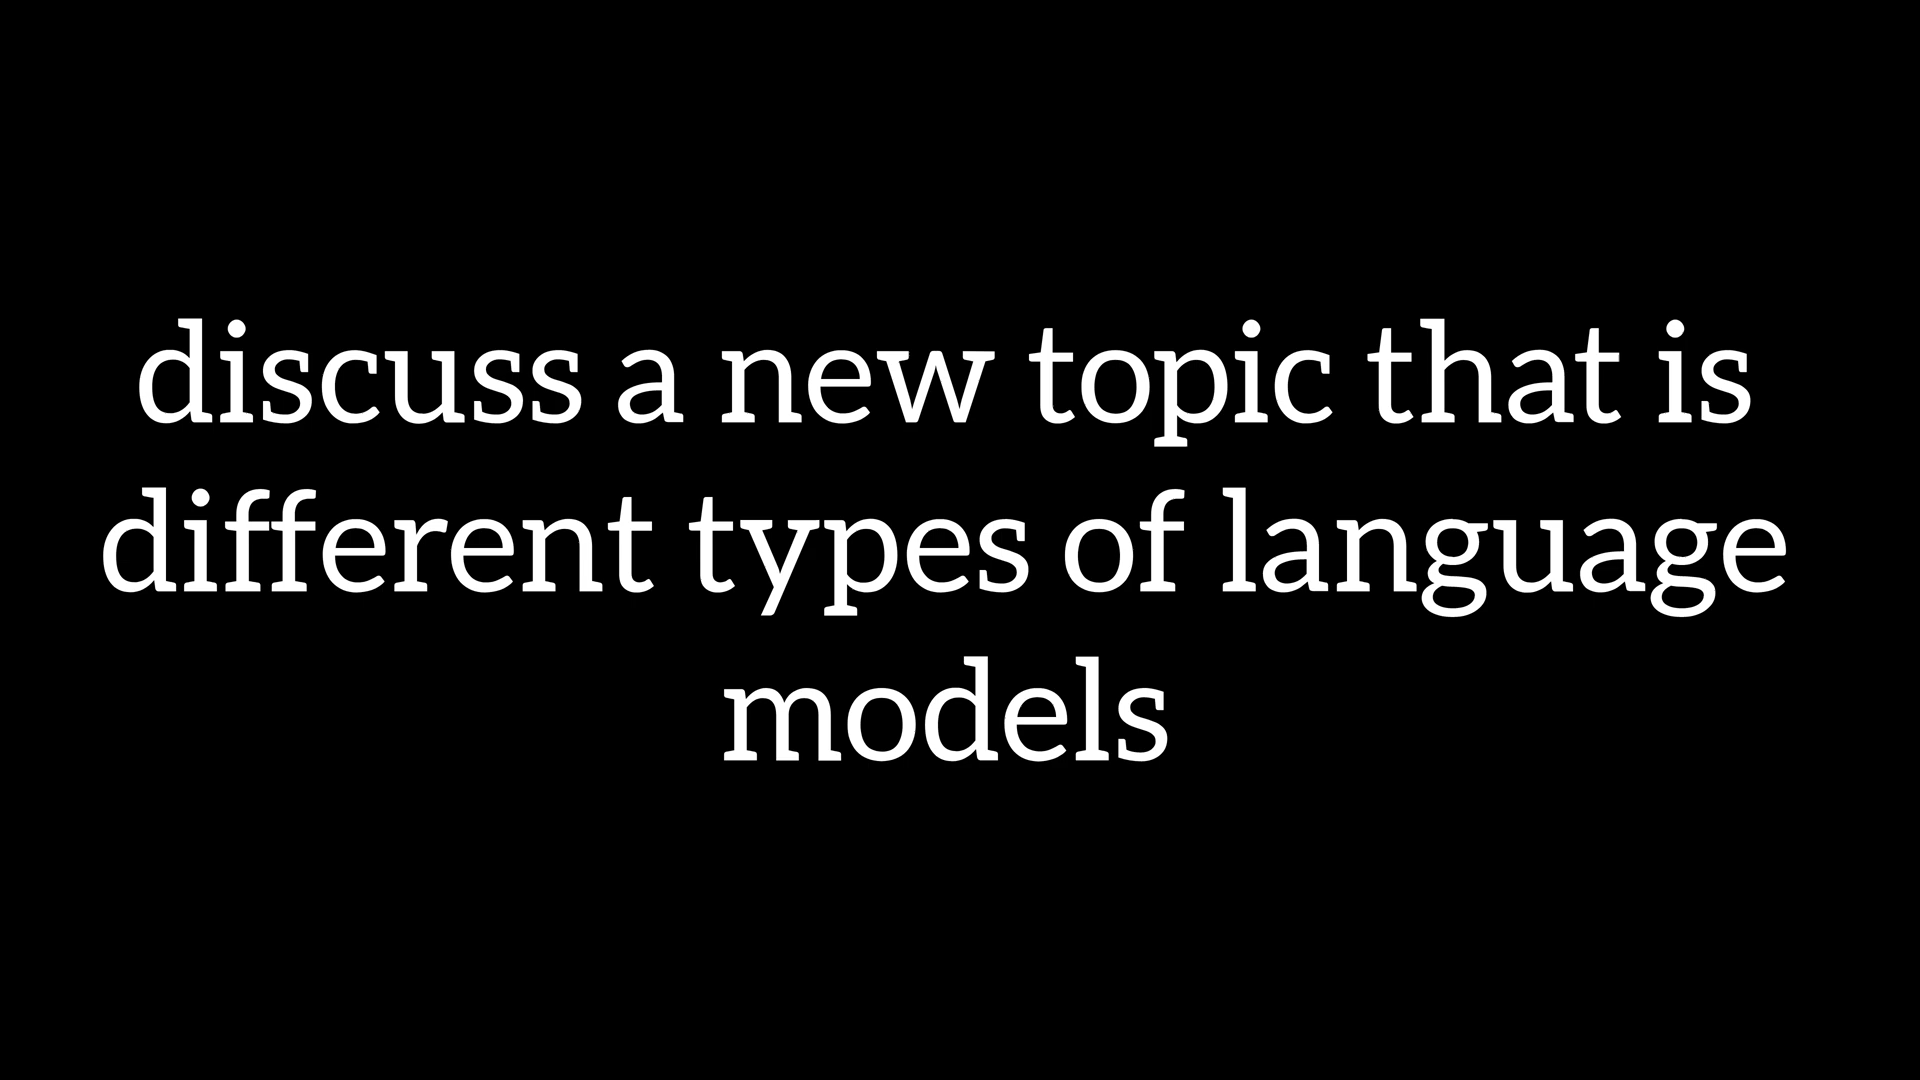 discuss a new topic that is
different types of language
models